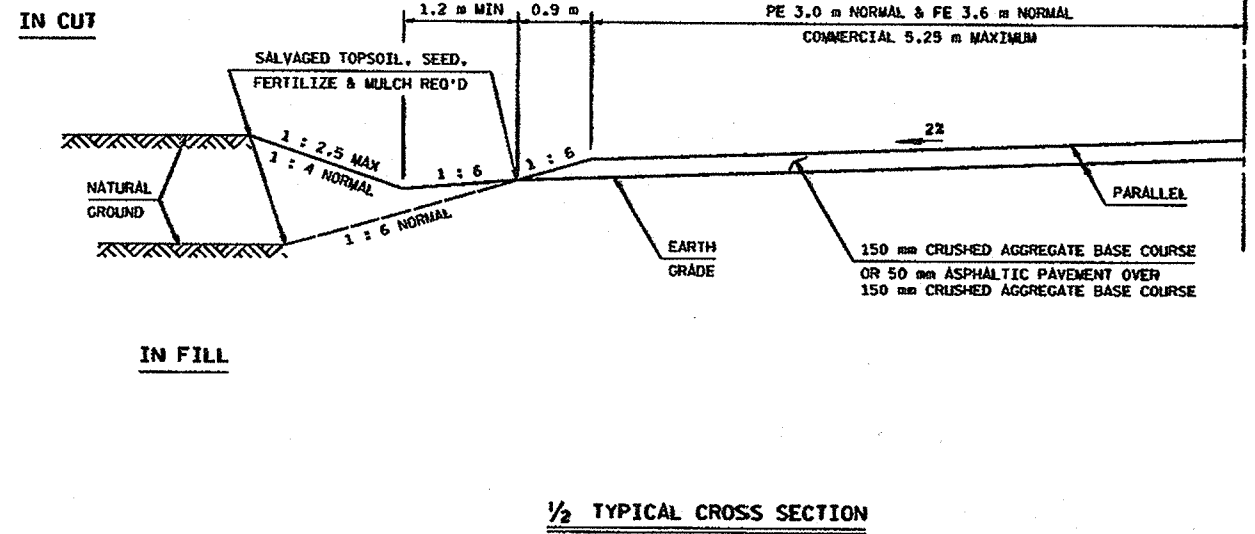 IN CUT
1.2 m MIN
0.9 m
PE 3.0 m NORMAL & FE 3.6 m NORMAL
COMMERCIAL 5.25 m MAXIMUM
SALVAGED TOPSOIL, SEED,
FERTILIZE & MULCH REQ'D
2%
1 : 2.5 MAX
1 : 4 NORMAL
1 : 6
1 : 6
NATURAL
GROUND
1 : 6 NORMAL
PARALLEL
EARTH
GRADE
150 mm CRUSHED AGGREGATE BASE COURSE
OR 50 mm ASPHALTIC PAVEMENT OVER
150 mm CRUSHED AGGREGATE BASE COURSE
IN FILL
½ TYPICAL CROSS SECTION